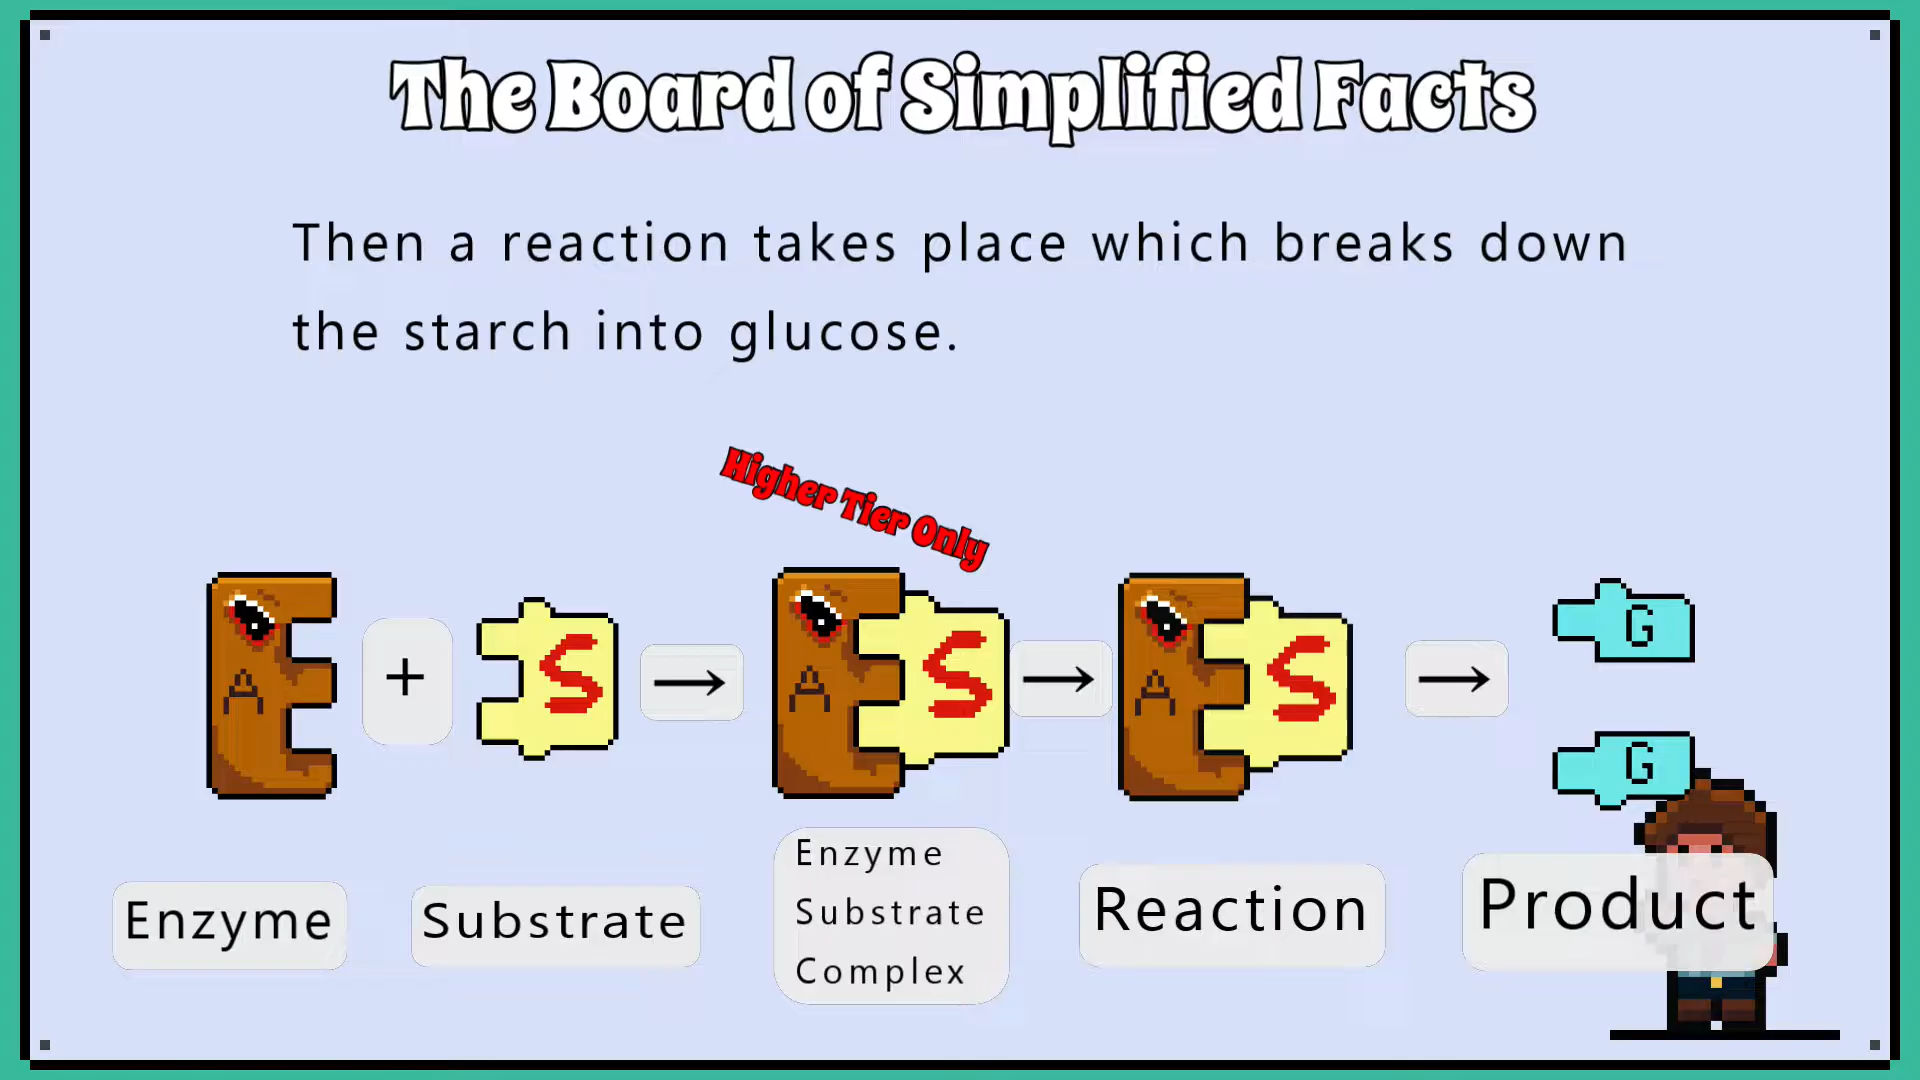 The Board of Simplified Facts
Then a reaction takes place which breaks down
the starch into glucose.
Higher Tier Only
A
+
S
→
A
S
→
A
S
→
G
G
Enzyme
Substrate
Enzyme
Substrate
Complex
Reaction
Product